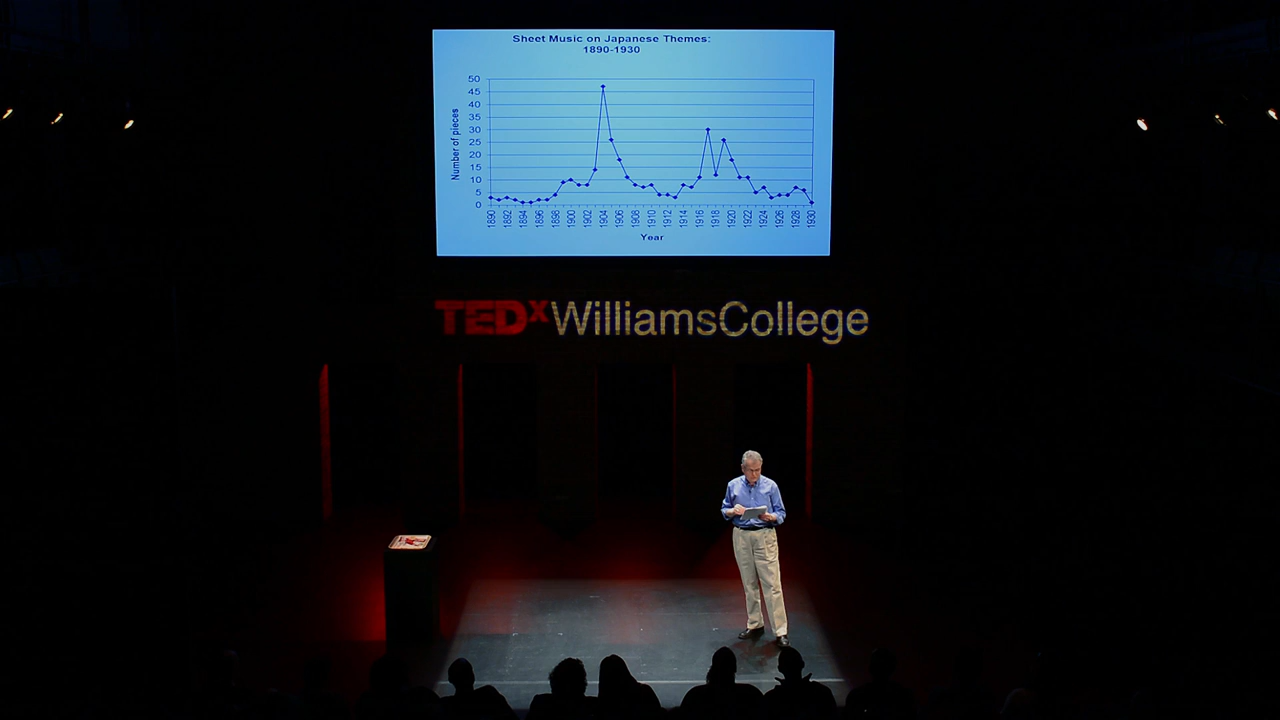 Sheet Music on Japanese Themes:
1890-1930
Number of pieces
50
45
40
35
30
25
20
15
10
5
0
1890 1892 1894 1896 1898 1900 1902 1904 1906 1908 1910 1912 1914 1916 1918 1920 1922 1924 1926 1928 1930
Year
TEDxWilliamsCollege